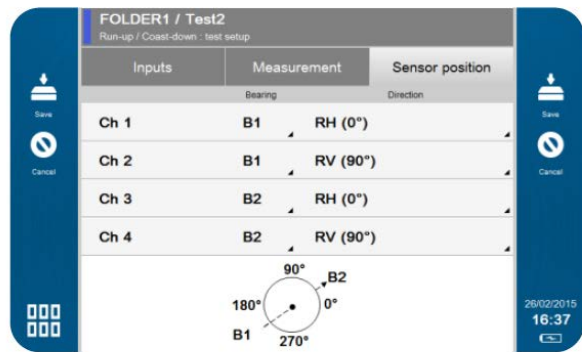 FOLDER1 / Test2
Run-up / Coast-down : test setup
Inputs Measurement Sensor position
Bearing Direction
Save
Cancel
Ch 1 B1 RH (0°)
Ch 2 B1 RV (90°)
Ch 3 B2 RH (0°)
Ch 4 B2 RV (90°)
90°
B2
180° 0°
B1
270°
Save
Cancel
26/02/2015
16:37